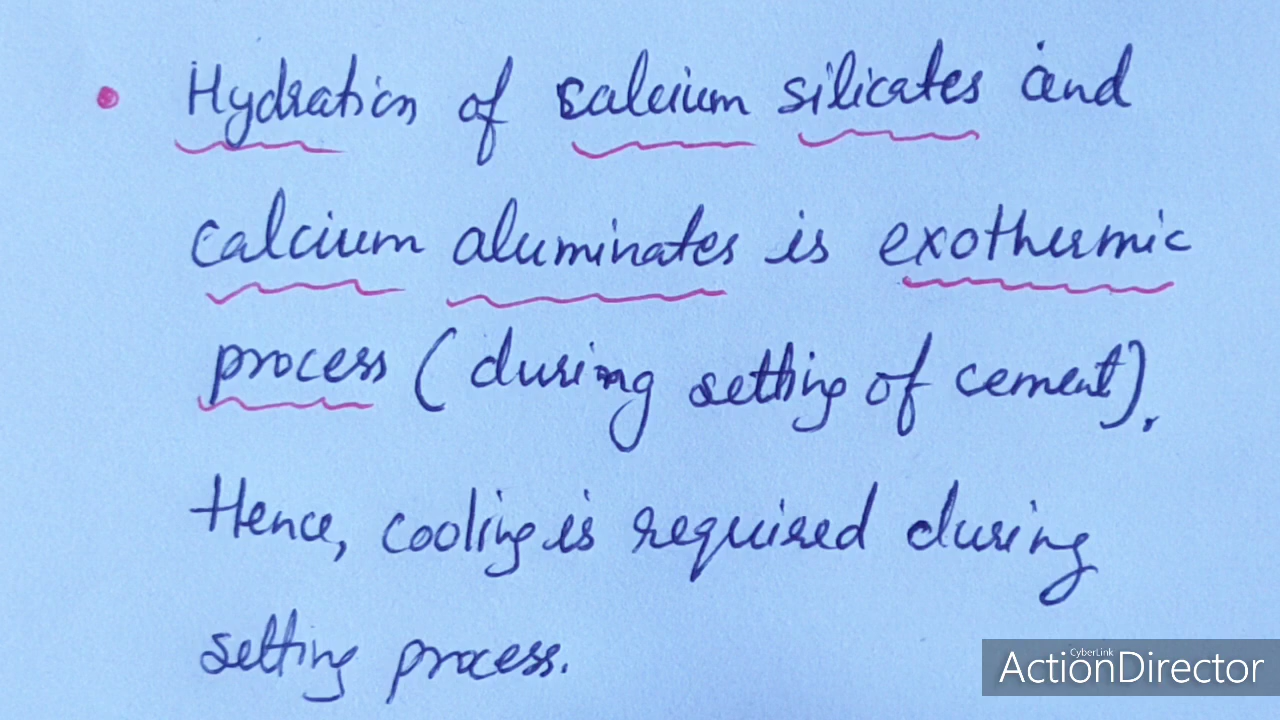 • Hydration of calcium silicates and
calcium aluminates is exothermic
process (during setting of cement).
Hence, cooling is required during
setting process.
CyberLink
ActionDirector